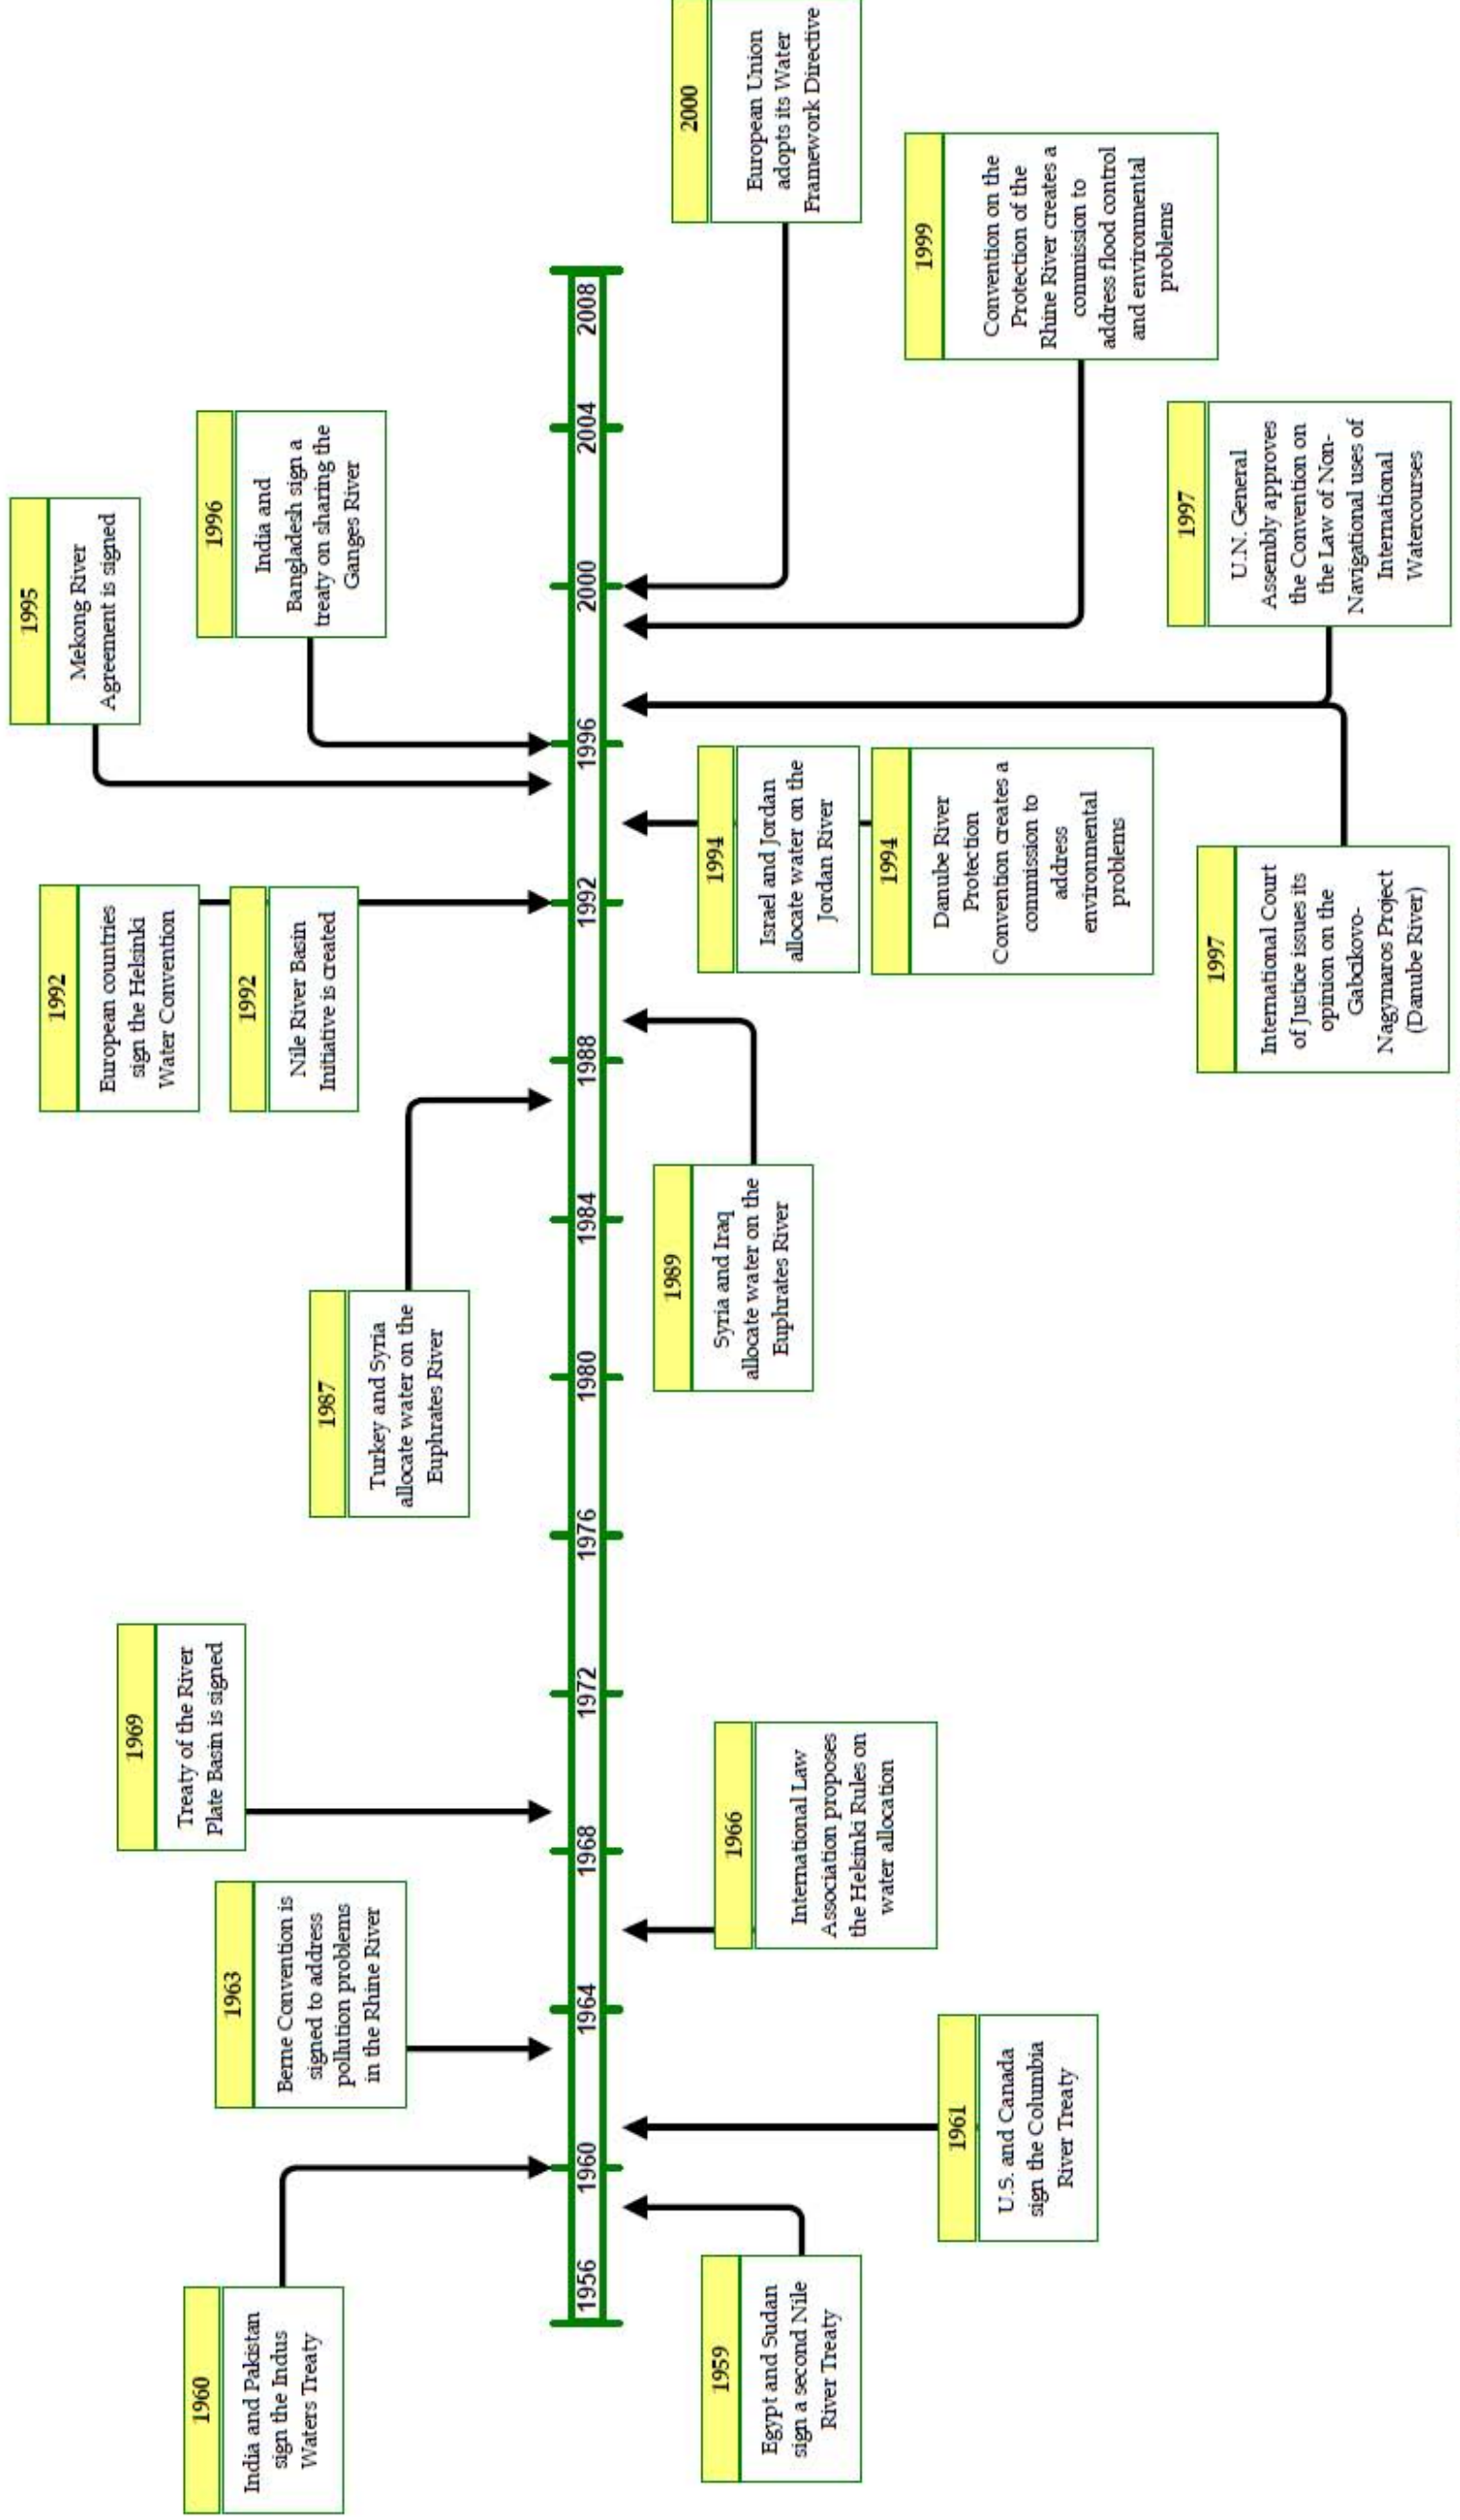 1960
India and Pakistan
sign the Indus
Waters Treaty
1963
Berne Convention is
signed to address
pollution problems
in the Rhine River
1969
Treaty of the River
Plate Basin is signed
1987
Turkey and Syria
allocate water on the
Euphrates River
1992
European countries
sign the Helsinki
Water Convention
1992
Nile River Basin
Initiative is created
1995
Mekong River
Agreement is signed
1996
India and
Bangladesh sign a
treaty on sharing the
Ganges River
1956
1960
1964
1968
1972
1976
1980
1984
1988
1992
1996
2000
2004
2008
1959
Egypt and Sudan
sign a second Nile
River Treaty
1961
U.S. and Canada
sign the Columbia
River Treaty
1966
International Law
Association proposes
the Helsinki Rules on
water allocation
1989
Syria and Iraq
allocate water on the
Euphrates River
1994
Israel and Jordan
allocate water on the
Jordan River
1994
Danube River
Protection
Convention creates a
commission to
address
environmental
problems
1997
International Court
of Justice issues its
opinion on the
Gabcikovo-
Nagymaros Project
(Danube River)
1997
U.N. General
Assembly approves
the Convention on
the Law of Non-
Navigational uses of
International
Watercourses
1999
Convention on the
Protection of the
Rhine River creates a
commission to
address flood control
and environmental
problems
2000
European Union
adopts its Water
Framework Directive